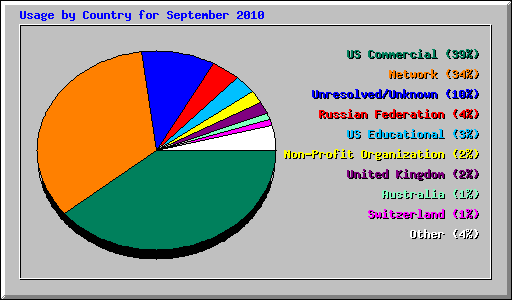 Usage by Country for September 2010
US Commercial (39%)
Network (34%)
Unresolved/Unknown (10%)
Russian Federation (4%)
US Educational (3%)
Non-Profit Organization (2%)
United Kingdom (2%)
Australia (1%)
Switzerland (1%)
Other (4%)